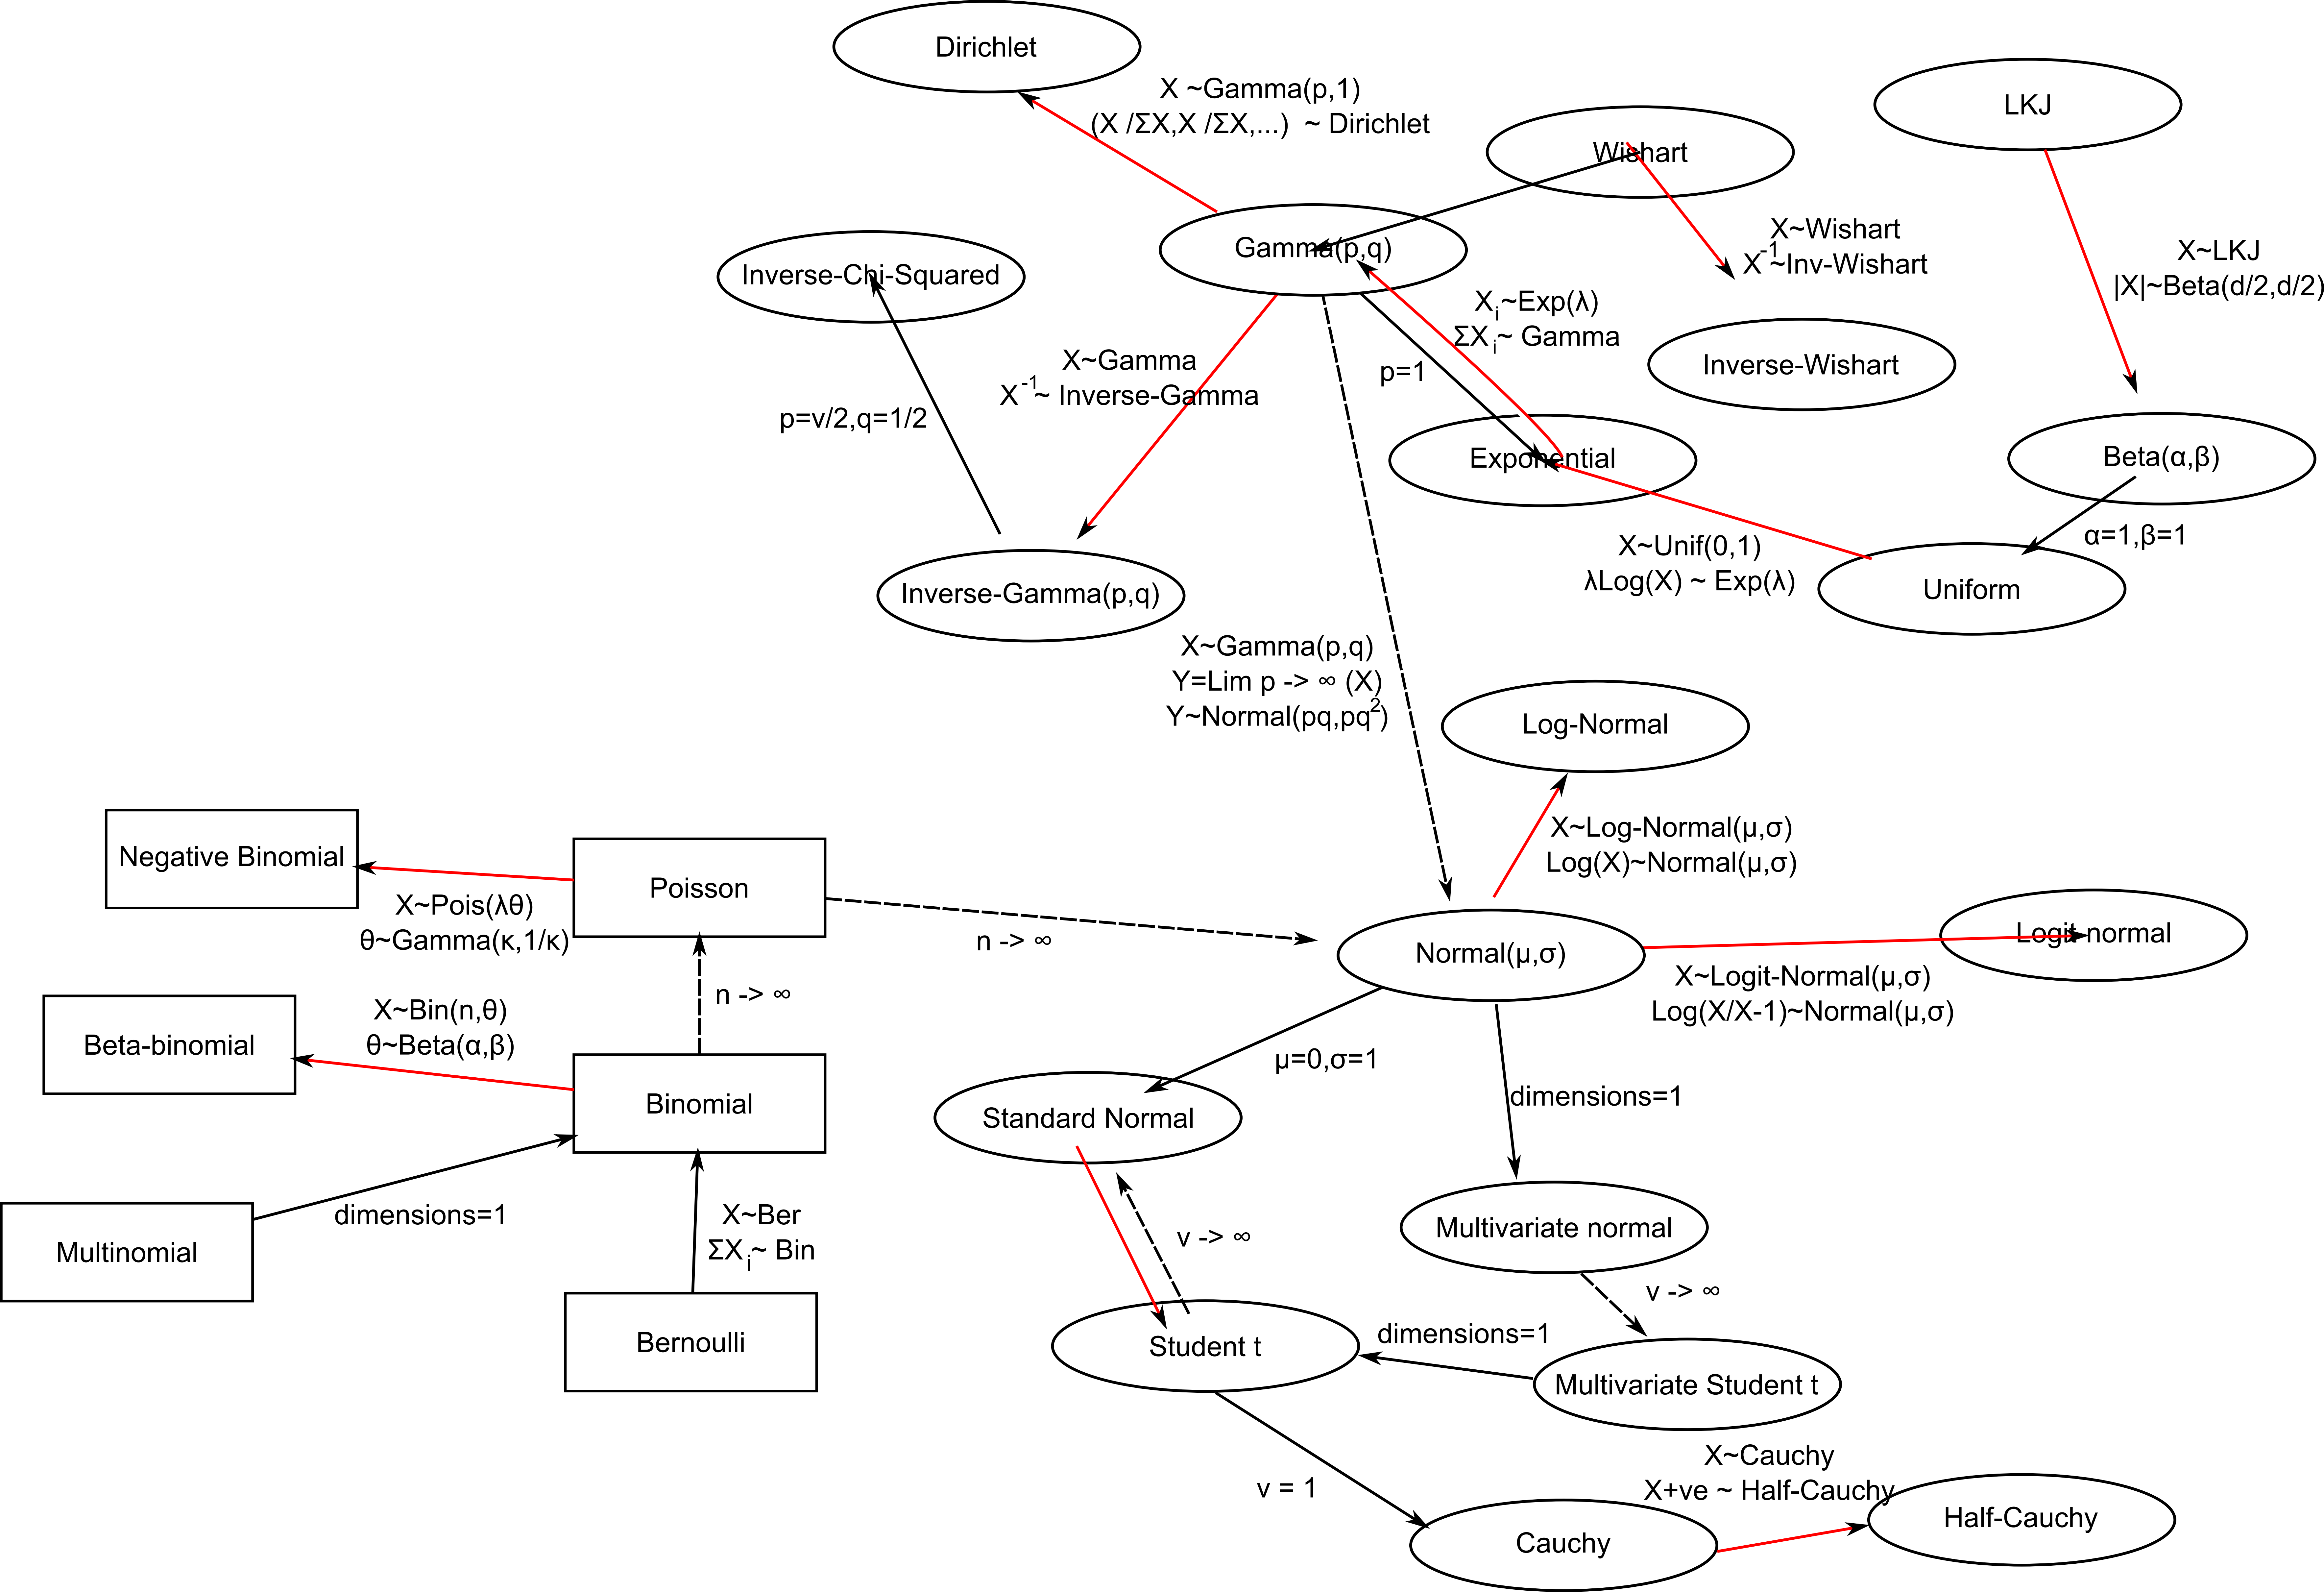 Dirichlet
X ~Gamma(p,1)
(X /ΣX,X /ΣX,...)  ~ Dirichlet
LKJ
Wishart
X~Wishart
X-1~Inv-Wishart
X~LKJ
|X|~Beta(d/2,d/2)
Gamma(p,q)
Inverse-Chi-Squared
Xi~Exp(λ)
ΣXi~ Gamma
X~Gamma
X-1~ Inverse-Gamma
p=1
Inverse-Wishart
p=v/2,q=1/2
Exponential
Beta(α,β)
α=1,β=1
X~Unif(0,1)
λLog(X) ~ Exp(λ)
Uniform
Inverse-Gamma(p,q)
X~Gamma(p,q)
Y=Lim p -> ∞ (X)
Y~Normal(pq,pq2)
Log-Normal
X~Log-Normal(μ,σ)
Log(X)~Normal(μ,σ)
Negative Binomial
Poisson
X~Pois(λθ)
θ~Gamma(κ,1/κ)
n -> ∞
Normal(μ,σ)
Logit-normal
X~Logit-Normal(μ,σ)
Log(X/X-1)~Normal(μ,σ)
n -> ∞
X~Bin(n,θ)
θ~Beta(α,β)
Beta-binomial
Binomial
μ=0,σ=1
dimensions=1
Standard Normal
dimensions=1
X~Ber
ΣXi~ Bin
Multinomial
v -> ∞
Multivariate normal
v -> ∞
Bernoulli
Student t
dimensions=1
Multivariate Student t
v = 1
X~Cauchy
X+ve ~ Half-Cauchy
Cauchy
Half-Cauchy